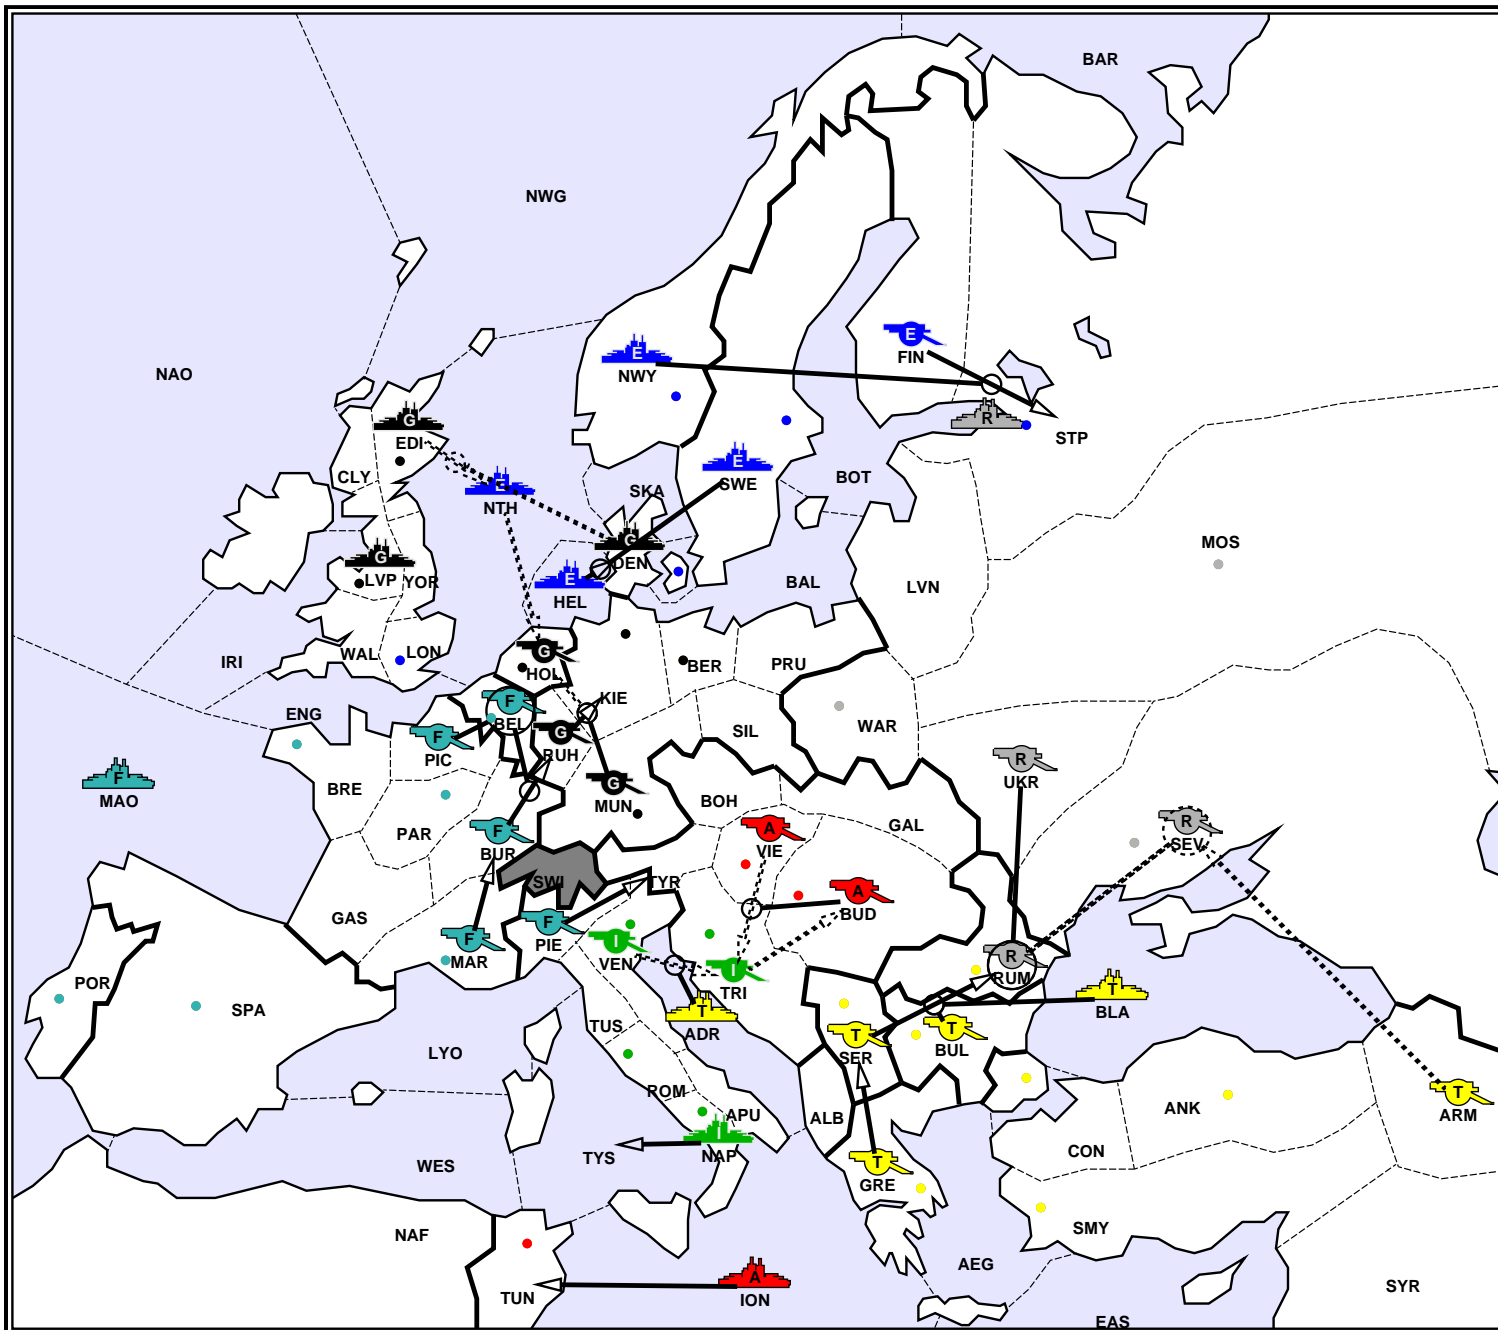 BAR
NWG
E
FIN
E
NWY
NAO
R
STP
G
EDI
CLY
E
NTH
SKA
E
SWE
BOT
G
DEN
MOS
G
LVP
YOR
E
HEL
BAL
LVN
IRI
WAL
LON
G
HOL
BER
PRU
KIE
ENG
F
BEL
G
RUH
SIL
WAR
F
PIC
R
UKR
F
MAO
BRE
G
MUN
BOH
GAL
PAR
F
BUR
A
VIE
R
SEV
SWI
TYR
A
BUD
GAS
F
PIE
F
MAR
I
VEN
I
TRI
R
RUM
POR
SPA
T
BLA
TUS
T
ADR
T
SER
T
BUL
LYO
ROM
APU
ALB
ANK
T
ARM
I
NAP
TYS
WES
CON
T
GRE
SMY
NAF
AEG
A
ION
TUN
SYR
EAS